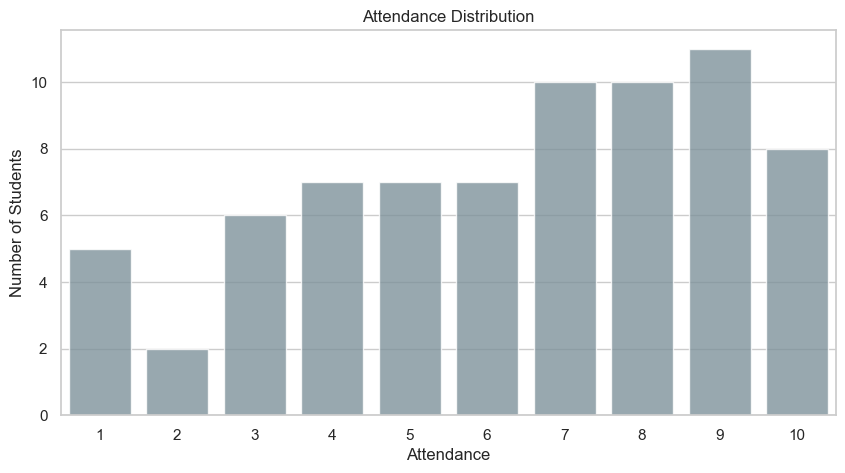 Attendance Distribution
Number of Students
10
8
6
4
2
0
1 2 3 4 5 6 7 8 9 10
Attendance